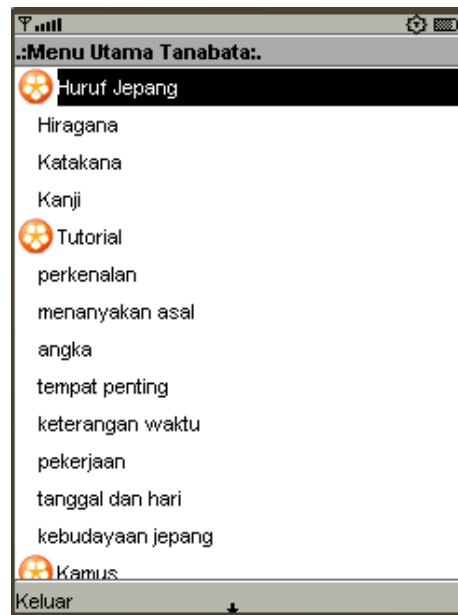 .:Menu Utama Tanabata:.
Huruf Jepang
Hiragana
Katakana
Kanji
Tutorial
perkenalan
menanyakan asal
angka
tempat penting
keterangan waktu
pekerjaan
tanggal dan hari
kebudayaan jepang
Kamus
Keluar